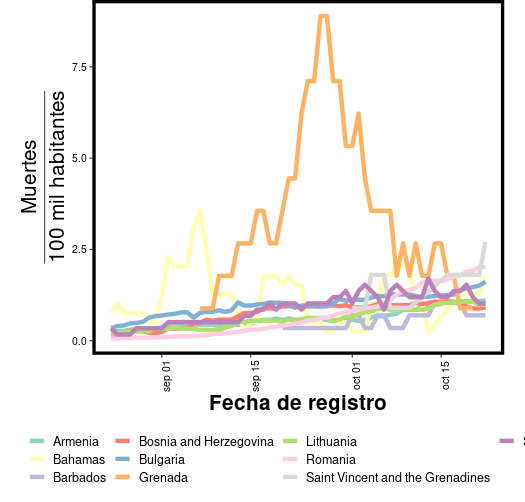 Muertes
100 mil habitantes
7.5
5.0
2.5
0.0
sep 01
sep 15
oct 01
oct 15
Fecha de registro
Armenia
Bosnia and Herzegovina
Lithuania
Bahamas
Bulgaria
Romania
Barbados
Grenada
Saint Vincent and the Grenadines